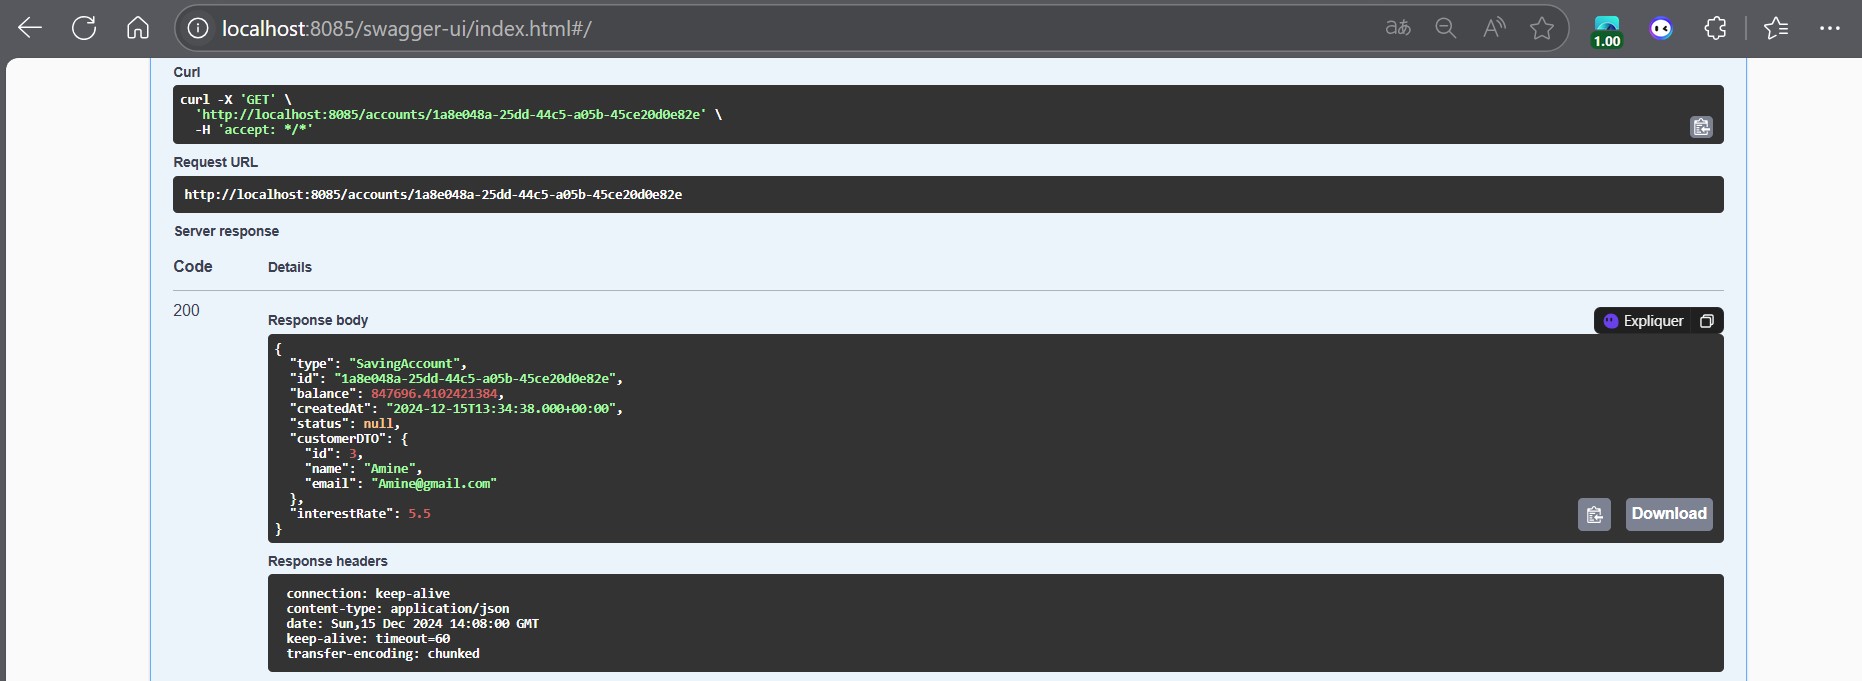 localhost:8085/swagger-ui/index.html#/
あ
1.00
Curl
curl -X 'GET' \
  'http://localhost:8085/accounts/1a8e048a-25dd-44c5-a05b-45ce20d0e82e' \
  -H 'accept: */*'
Request URL
http://localhost:8085/accounts/1a8e048a-25dd-44c5-a05b-45ce20d0e82e
Server response
Code Details
200
Response body
Expliquer
{
  "type": "SavingAccount",
  "id": "1a8e048a-25dd-44c5-a05b-45ce20d0e82e",
  "balance": 847696.4102421384,
  "createdAt": "2024-12-15T13:34:38.000+00:00",
  "status": null,
  "customerDTO": {
    "id": 3,
    "name": "Amine",
    "email": "Amine@gmail.com"
  },
  "interestRate": 5.5
}
Download
Response headers
connection: keep-alive
content-type: application/json
date: Sun,15 Dec 2024 14:08:00 GMT
keep-alive: timeout=60
transfer-encoding: chunked